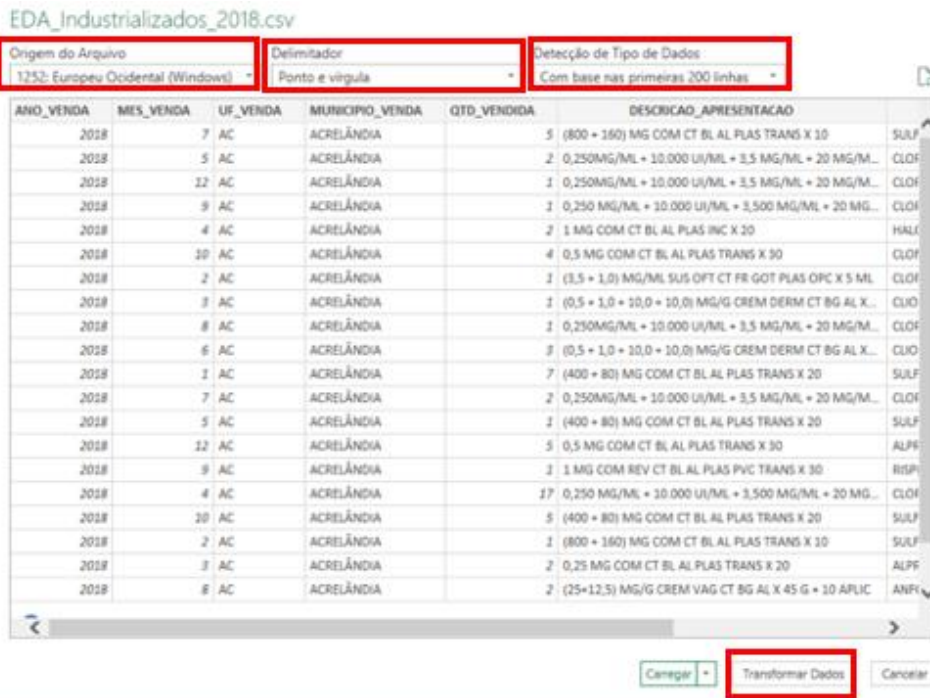 EDA_Industrializados_2018.csv
Origem do Arquivo Delimitador Detecção de Tipo de Dados
1252: Europeu Ocidental (Windows) Ponto e vírgula Com base nas primeiras 200 linhas
ANO_VENDA MES_VENDA UF_VENDA MUNICIPIO_VENDA QTD_VENDIDA DESCRICAO_APRESENTACAO
2018 7 AC ACRELÂNDIA 5 (800 + 160) MG COM CT BL AL PLAS TRANS X 10 SULF
2018 5 AC ACRELÂNDIA 2 0,250MG/ML + 10.000 UI/ML + 3,5 MG/ML + 20 MG/M... CLOR
2018 12 AC ACRELÂNDIA 1 0,250MG/ML + 10.000 UI/ML + 3,5 MG/ML + 20 MG/M... CLOR
2018 9 AC ACRELÂNDIA 1 0,250 MG/ML + 10.000 UI/ML + 3,500 MG/ML + 20 MG... CLOR
2018 4 AC ACRELÂNDIA 2 1 MG COM CT BL AL PLAS INC X 20 HALO
2018 10 AC ACRELÂNDIA 4 0,5 MG COM CT BL AL PLAS TRANS X 30
2018 2 AC ACRELÂNDIA 1 (3,5 + 1,0) MG/ML SUS OFT CT FR GOT PLAS OPC X 5 ML CLOR
2018 AC ACRELÂNDIA 1 (0,5 + 1,0 + 10,0 + 10,0) MG/G CREM DERM CT BG AL X... CLIO
2018 8 AC ACRELÂNDIA 1 0,250MG/ML + 10.000 UI/ML + 3,5 MG/ML + 20 MG/M... CLOR
2018 6 AC ACRELÂNDIA 3 (0,5 + 1,0 + 10,0 + 10,0) MG/G CREM DERM CT BG AL X... CLIO
2018 1 AC ACRELÂNDIA 7 (400 + 80) MG COM CT BL AL PLAS TRANS X 20 SULF
2018 7 AC ACRELÂNDIA 2 0,250MG/ML + 10.000 UI/ML + 3,5 MG/ML + 20 MG/M... CLOR
2018 5 AC ACRELÂNDIA 1 (400 + 80) MG COM CT BL AL PLAS TRANS X 20 SULF
2018 12 AC ACRELÂNDIA 5 0,5 MG COM CT BL AL PLAS TRANS X 30 ALPR
2018 9 AC ACRELÂNDIA 1 1 MG COM REV CT BL AL PLAS PVC TRANS X 30 RISP
2018 4 AC ACRELÂNDIA 17 0,250 MG/ML + 10.000 UI/ML + 3,500 MG/ML + 20 MG... CLOR
2018 10 AC ACRELÂNDIA 5 (400 + 80) MG COM CT BL AL PLAS TRANS X 20 SULF
2018 2 AC ACRELÂNDIA 1 (800 + 160) MG COM CT BL AL PLAS TRANS X 10 SULF
2018 AC ACRELÂNDIA 2 0,25 MG COM CT BL AL PLAS TRANS X 20 ALPR
2018 8 AC ACRELÂNDIA 2 (25+12,5) MG/G CREM VAG CT BG AL X 45 G + 10 APLIC ANFO
Carregar Transformar Dados Cancelar